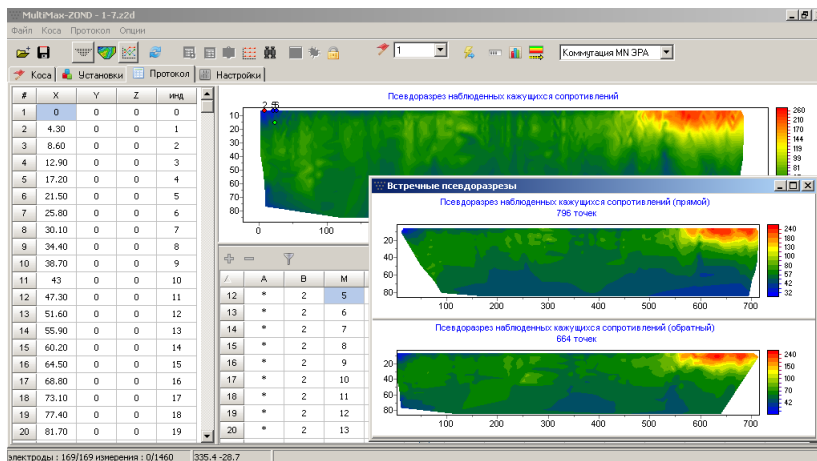 MultiMax-ZOND - 1-7.z2d
Файл Коса Протокол Опции
1 Коммутация MN ЭРА
Коса Установки Протокол Настройки
# X Y Z инд
1 0 0 0 0
2 4.30 0 0 1
3 8.60 0 0 2
4 12.90 0 0 3
5 17.20 0 0 4
6 21.50 0 0 5
7 25.80 0 0 6
8 30.10 0 0 7
9 34.40 0 0 8
10 38.70 0 0 9
11 43 0 0 10
12 47.30 0 0 11
13 51.60 0 0 12
14 55.90 0 0 13
15 60.20 0 0 14
16 64.50 0 0 15
17 68.80 0 0 16
18 73.10 0 0 17
19 77.40 0 0 18
20 81.70 0 0 19
Псевдоразрез наблюденных кажущихся сопротивлений
10
20
30
40
50
60
70
80
0 100
260
210
170
144
119
99
81
A B M
12 * 2 5
13 * 2 6
14 * 2 7
15 * 2 8
16 * 2 9
17 * 2 10
18 * 2 11
19 * 2 12
20 * 2 13
Встречные псевдоразрезы
Псевдоразрез наблюденных кажущихся сопротивлений (прямой)
796 точек
20
40
60
80
100 200 300 400 500 600 700
240
180
130
100
80
57
42
32
Псевдоразрез наблюденных кажущихся сопротивлений (обратный)
664 точек
20
40
60
80
100 200 300 400 500 600 700
240
150
100
70
60
42
электроды : 169/169 измерения : 0/1460 335.4 -28.7